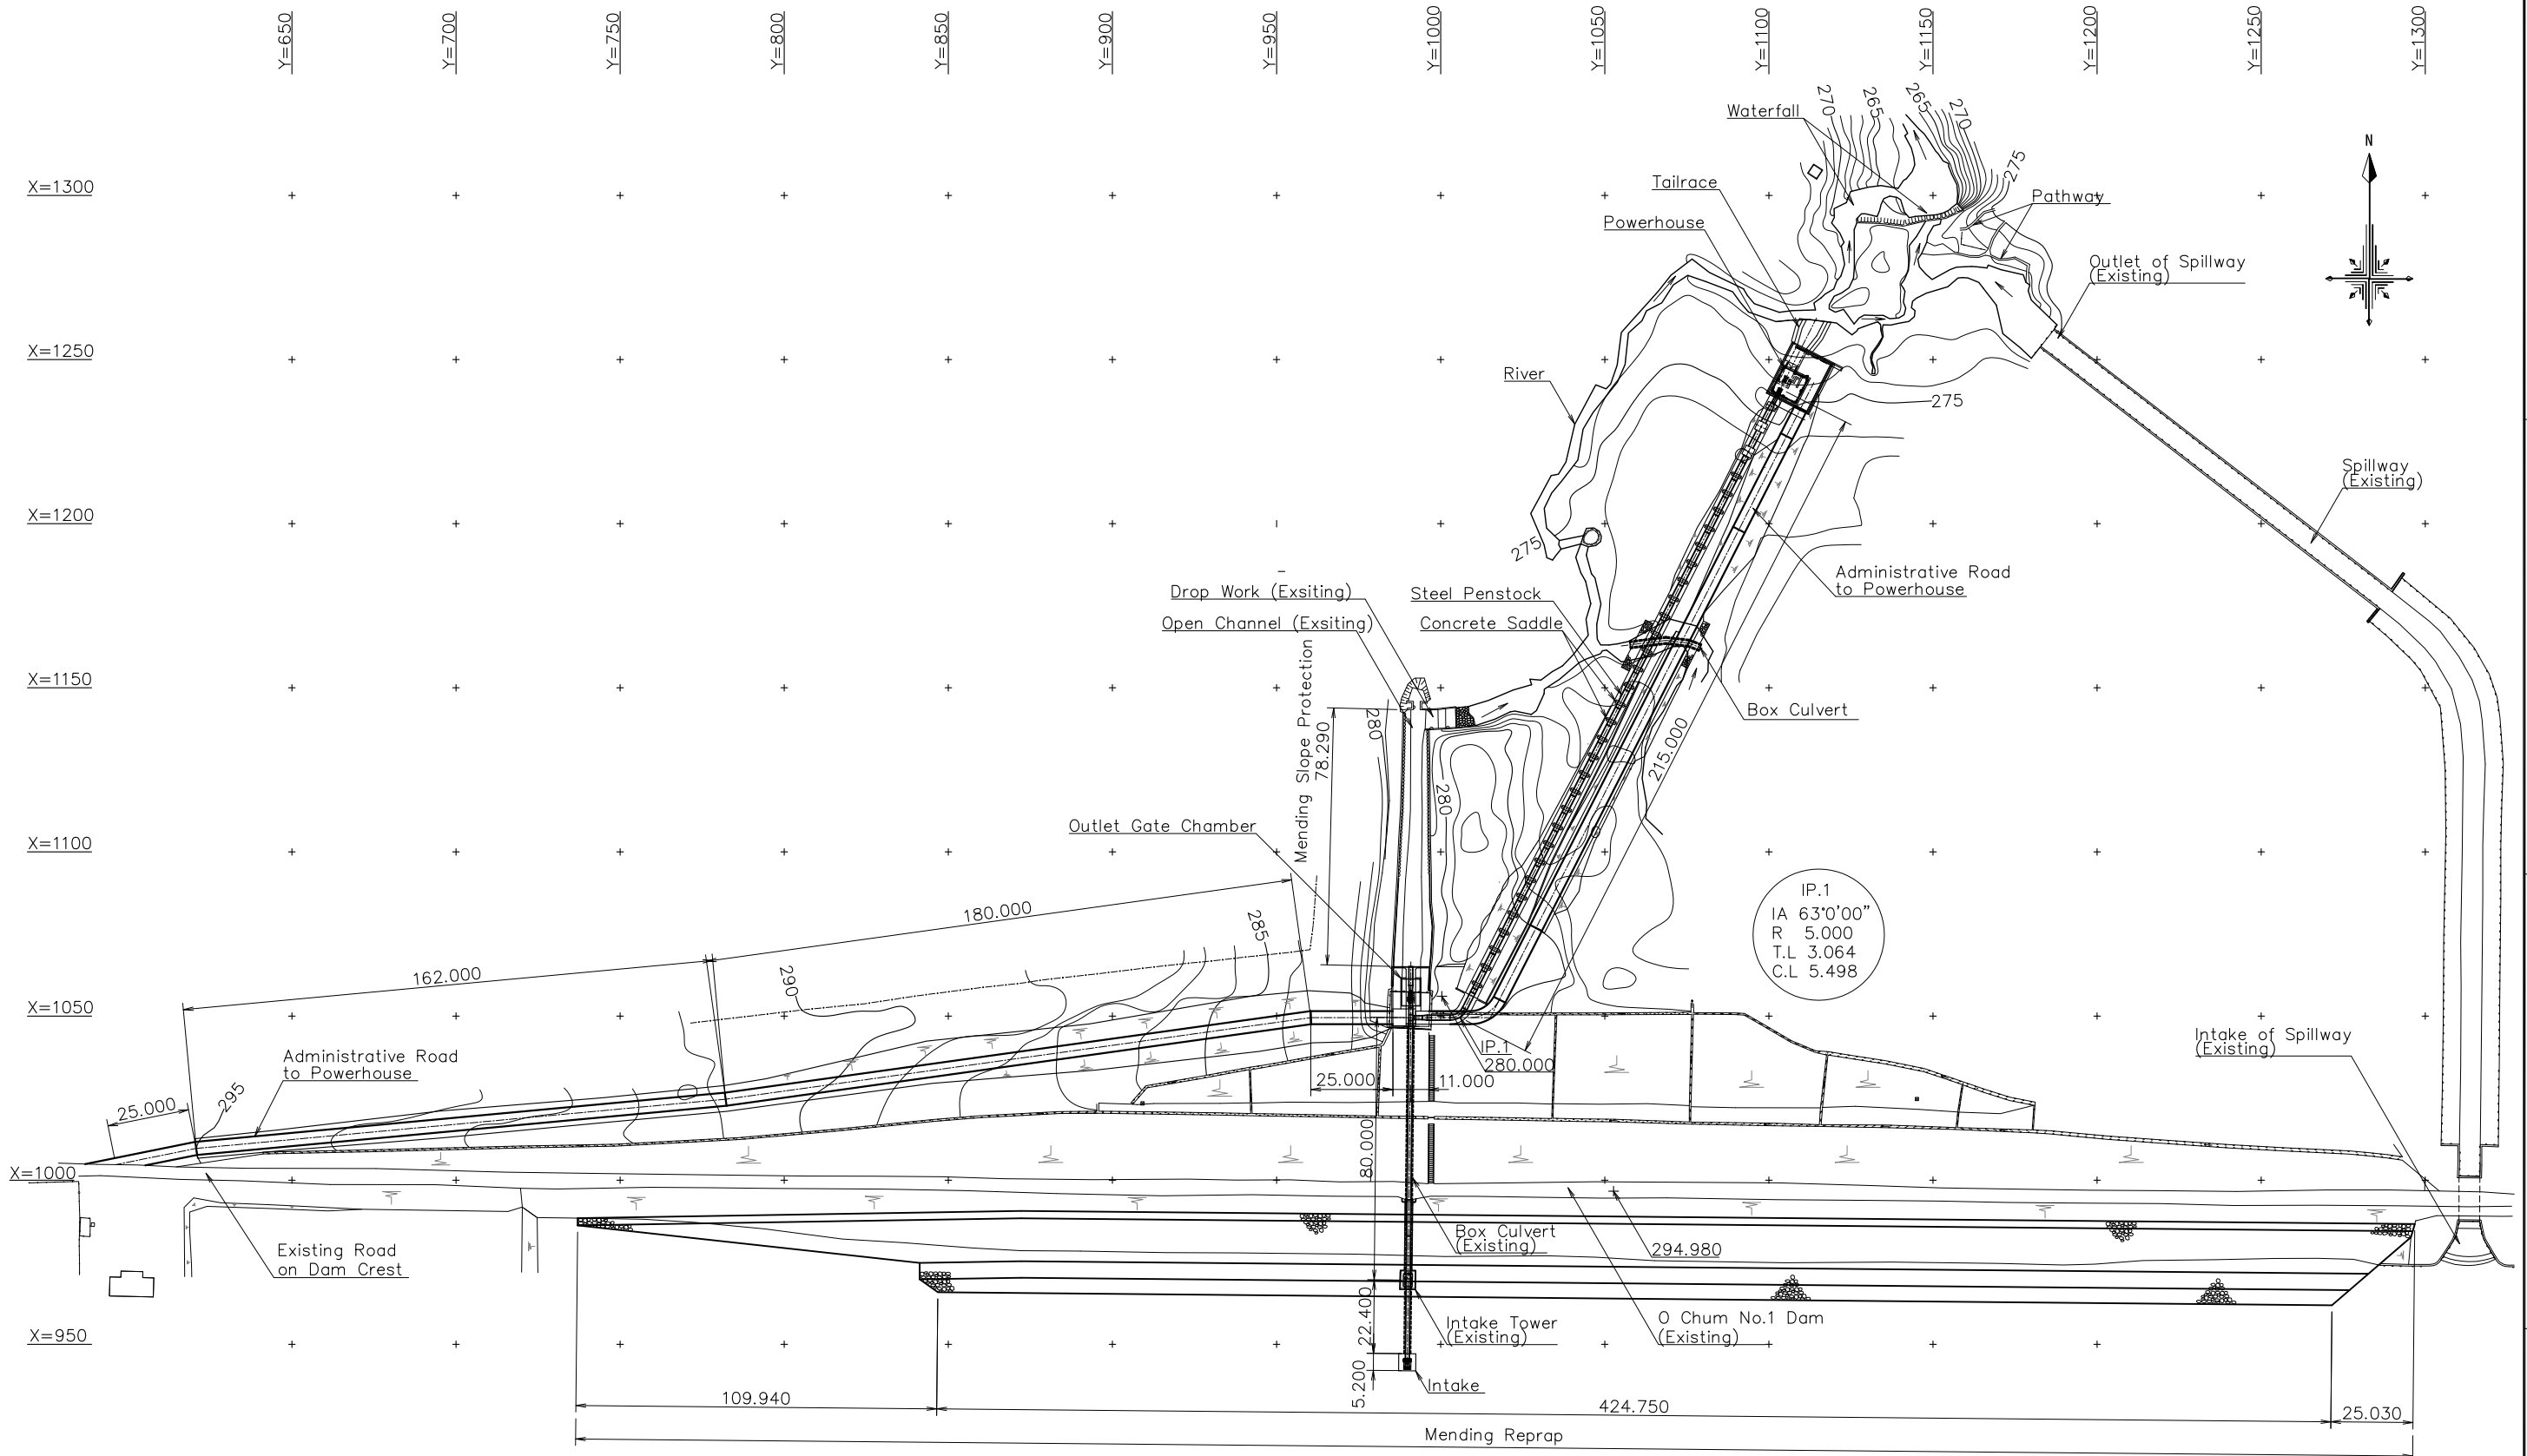 Y=650
Y=700
Y=750
Y=800
Y=850
Y=900
Y=950
Y=1000
Y=1050
Y=1100
Y=1150
Y=1200
Y=1250
Y=1300
270
265
265
270
Waterfall
275
N
X=1300
Tailrace
Pathway
Powerhouse
Outlet of Spillway
(Existing)
X=1250
River
275
Spillway
(Existing)
X=1200
275
Administrative Road
to Powerhouse
Drop Work (Exsiting)
Steel Penstock
Open Channel (Exsiting)
Concrete Saddle
X=1150
Mending Slope Protection
78.290
280
Box Culvert
215.000
280
Outlet Gate Chamber
X=1100
IP.1
IA 63°0'00"
R 5.000
T.L 3.064
C.L 5.498
180.000
285
162.000
290
X=1050
Intake of Spillway
(Existing)
IP.1
280.000
Administrative Road
to Powerhouse
25.000
11.000
295
25.000
80.000
X=1000
Box Culvert
(Existing)
294.980
Existing Road
on Dam Crest
22.400
Intake Tower
(Existing)
O Chum No.1 Dam
(Existing)
X=950
5.200
Intake
109.940
424.750
25.030
Mending Reprap